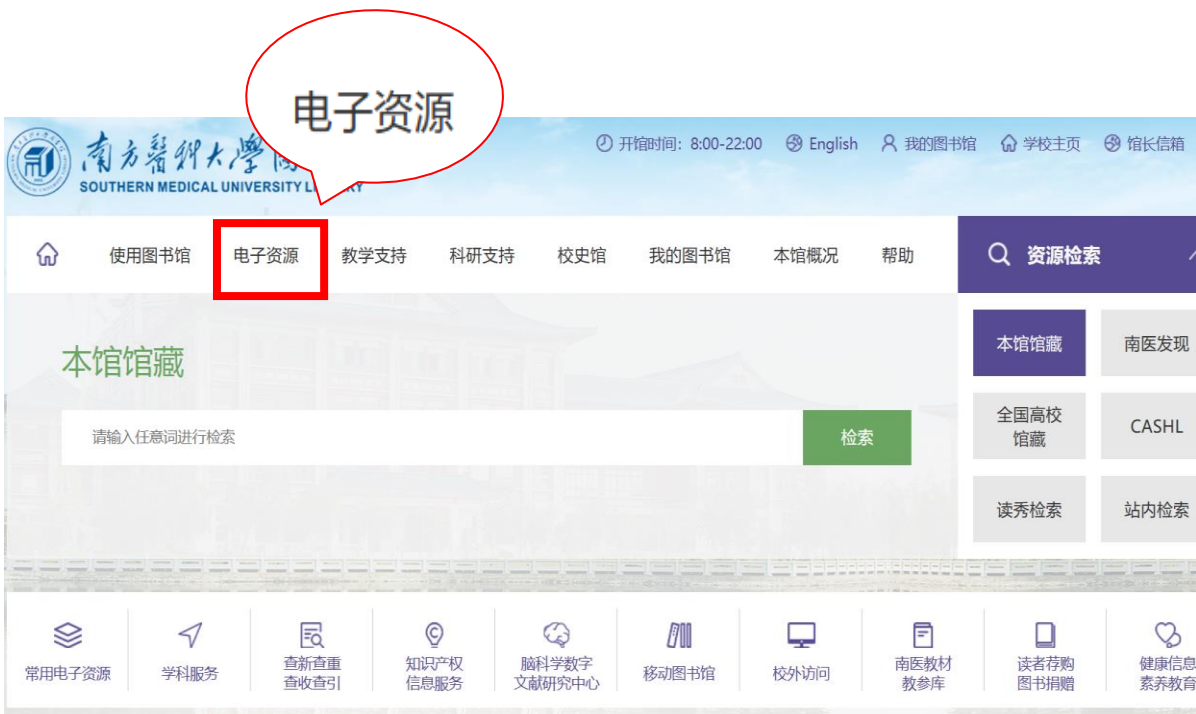 电子资源
南方醫科大學
SOUTHERN MEDICAL UNIVERSITY
开馆时间：8:00-22:00 English 我的图书馆 学校主页 馆长信箱
使用图书馆 电子资源 教学支持 科研支持 校史馆 我的图书馆 本馆概况 帮助 资源检索
本馆馆藏
请输入任意词进行检索 检索
本馆馆藏 南医发现
全国高校
馆藏
CASHL
读秀检索 站内检索
常用电子资源
学科服务
查新查重
查收查引
知识产权
信息服务
脑科学数字
文献研究中心
移动图书馆
校外访问
南医教材
教参库
读者荐购
图书捐赠
健康信息
素养教育